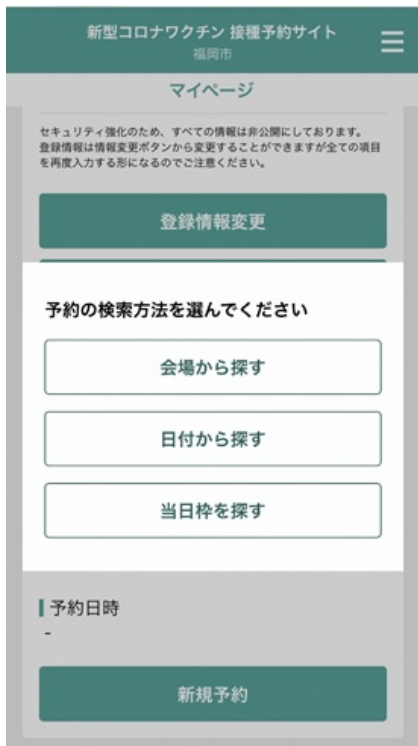 新型コロナワクチン 接種予約サイト
福岡市
マイページ
セキュリティ強化のため、すべての情報は非公開にしております。
登録情報は情報変更ボタンから変更することができますが全ての項目
を再度入力する形になるのでご注意ください。
登録情報変更
予約の検索方法を選んでください
会場から探す
日付から探す
当日枠を探す
予約日時
-
新規予約